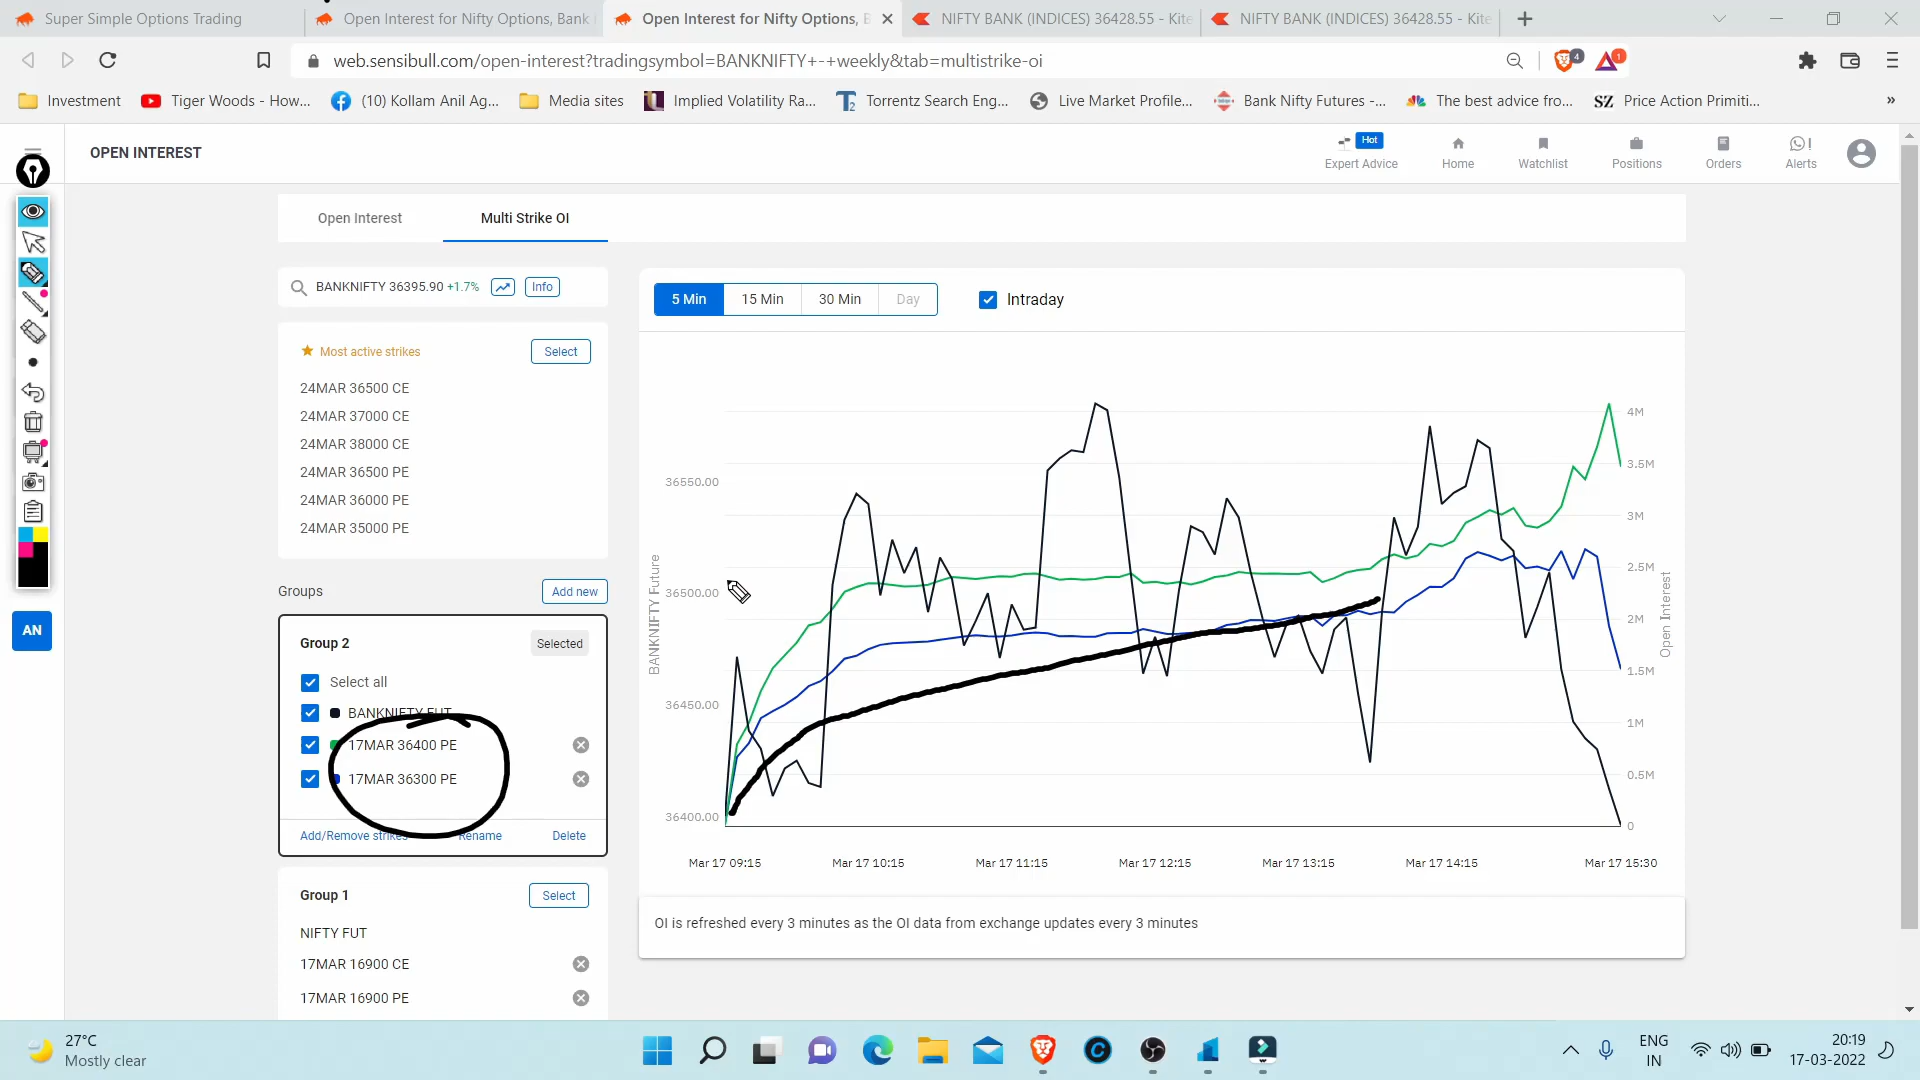 Super Simple Options Trading
Open Interest for Nifty Options, Bank
Open Interest for Nifty Options, B
NIFTY BANK (INDICES) 36428.55 - Kite
NIFTY BANK (INDICES) 36428.55 - Kite
web.sensibull.com/open-interest?tradingsymbol=BANKNIFTY+-+weekly&tab=multistrike-oi
4
1
Investment
Tiger Woods - How...
(10) Kollam Anil Ag...
Media sites
Implied Volatility Ra...
Torrentz Search Eng...
Live Market Profile...
Bank Nifty Futures -...
The best advice fro...
SZ Price Action Primiti...
»
OPEN INTEREST
Hot
Expert Advice
Home
Watchlist
Positions
Orders
Alerts
Open Interest
Multi Strike OI
BANKNIFTY 36395.90 +1.7%
Info
Most active strikes
Select
24MAR 36500 CE
24MAR 37000 CE
24MAR 38000 CE
24MAR 36500 PE
24MAR 36000 PE
24MAR 35000 PE
Groups
Add new
AN
Group 2
Selected
Select all
BANKNIFTY FUT
17MAR 36400 PE
17MAR 36300 PE
Add/Remove strikes
Rename
Delete
Group 1
Select
NIFTY FUT
17MAR 16900 CE
17MAR 16900 PE
5 Min
15 Min
30 Min
Day
Intraday
BANKNIFTY Future
36550.00
36500.00
36450.00
36400.00
4M
3.5M
3M
2.5M
2M
1.5M
1M
0.5M
0
Open Interest
Mar 17 09:15
Mar 17 10:15
Mar 17 11:15
Mar 17 12:15
Mar 17 13:15
Mar 17 14:15
Mar 17 15:30
OI is refreshed every 3 minutes as the OI data from exchange updates every 3 minutes
27°C
Mostly clear
ENG
IN
20:19
17-03-2022